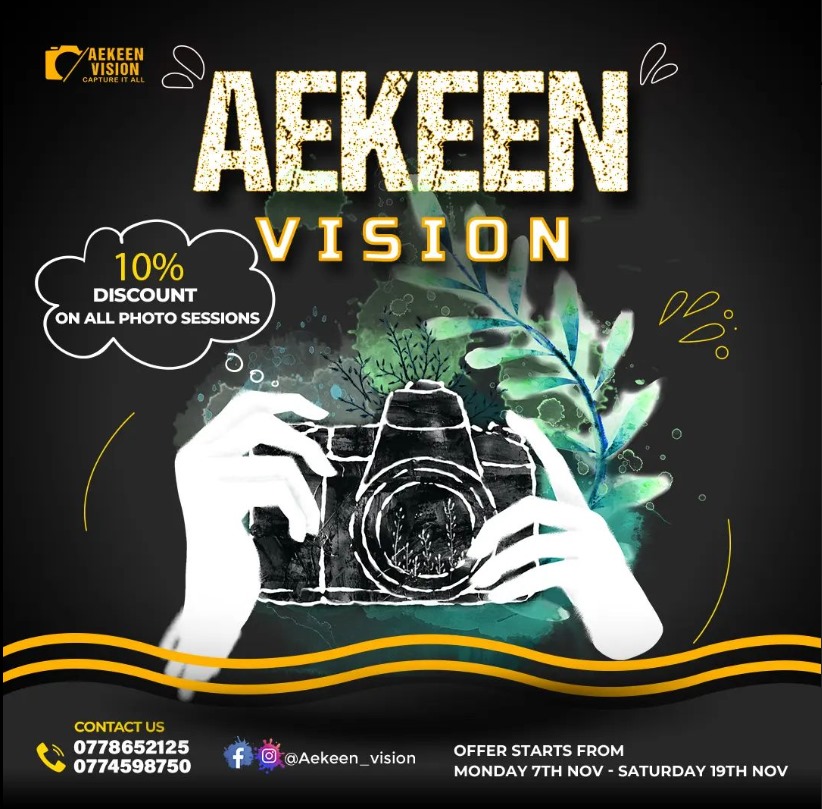 AEKEEN
VISION
CAPTURE IT ALL
AEKEEN
VISION
10%
DISCOUNT
ON ALL PHOTO SESSIONS
CONTACT US
0778652125
0774598750
@Aekeen_vision
OFFER STARTS FROM
MONDAY 7TH NOV - SATURDAY 19TH NOV